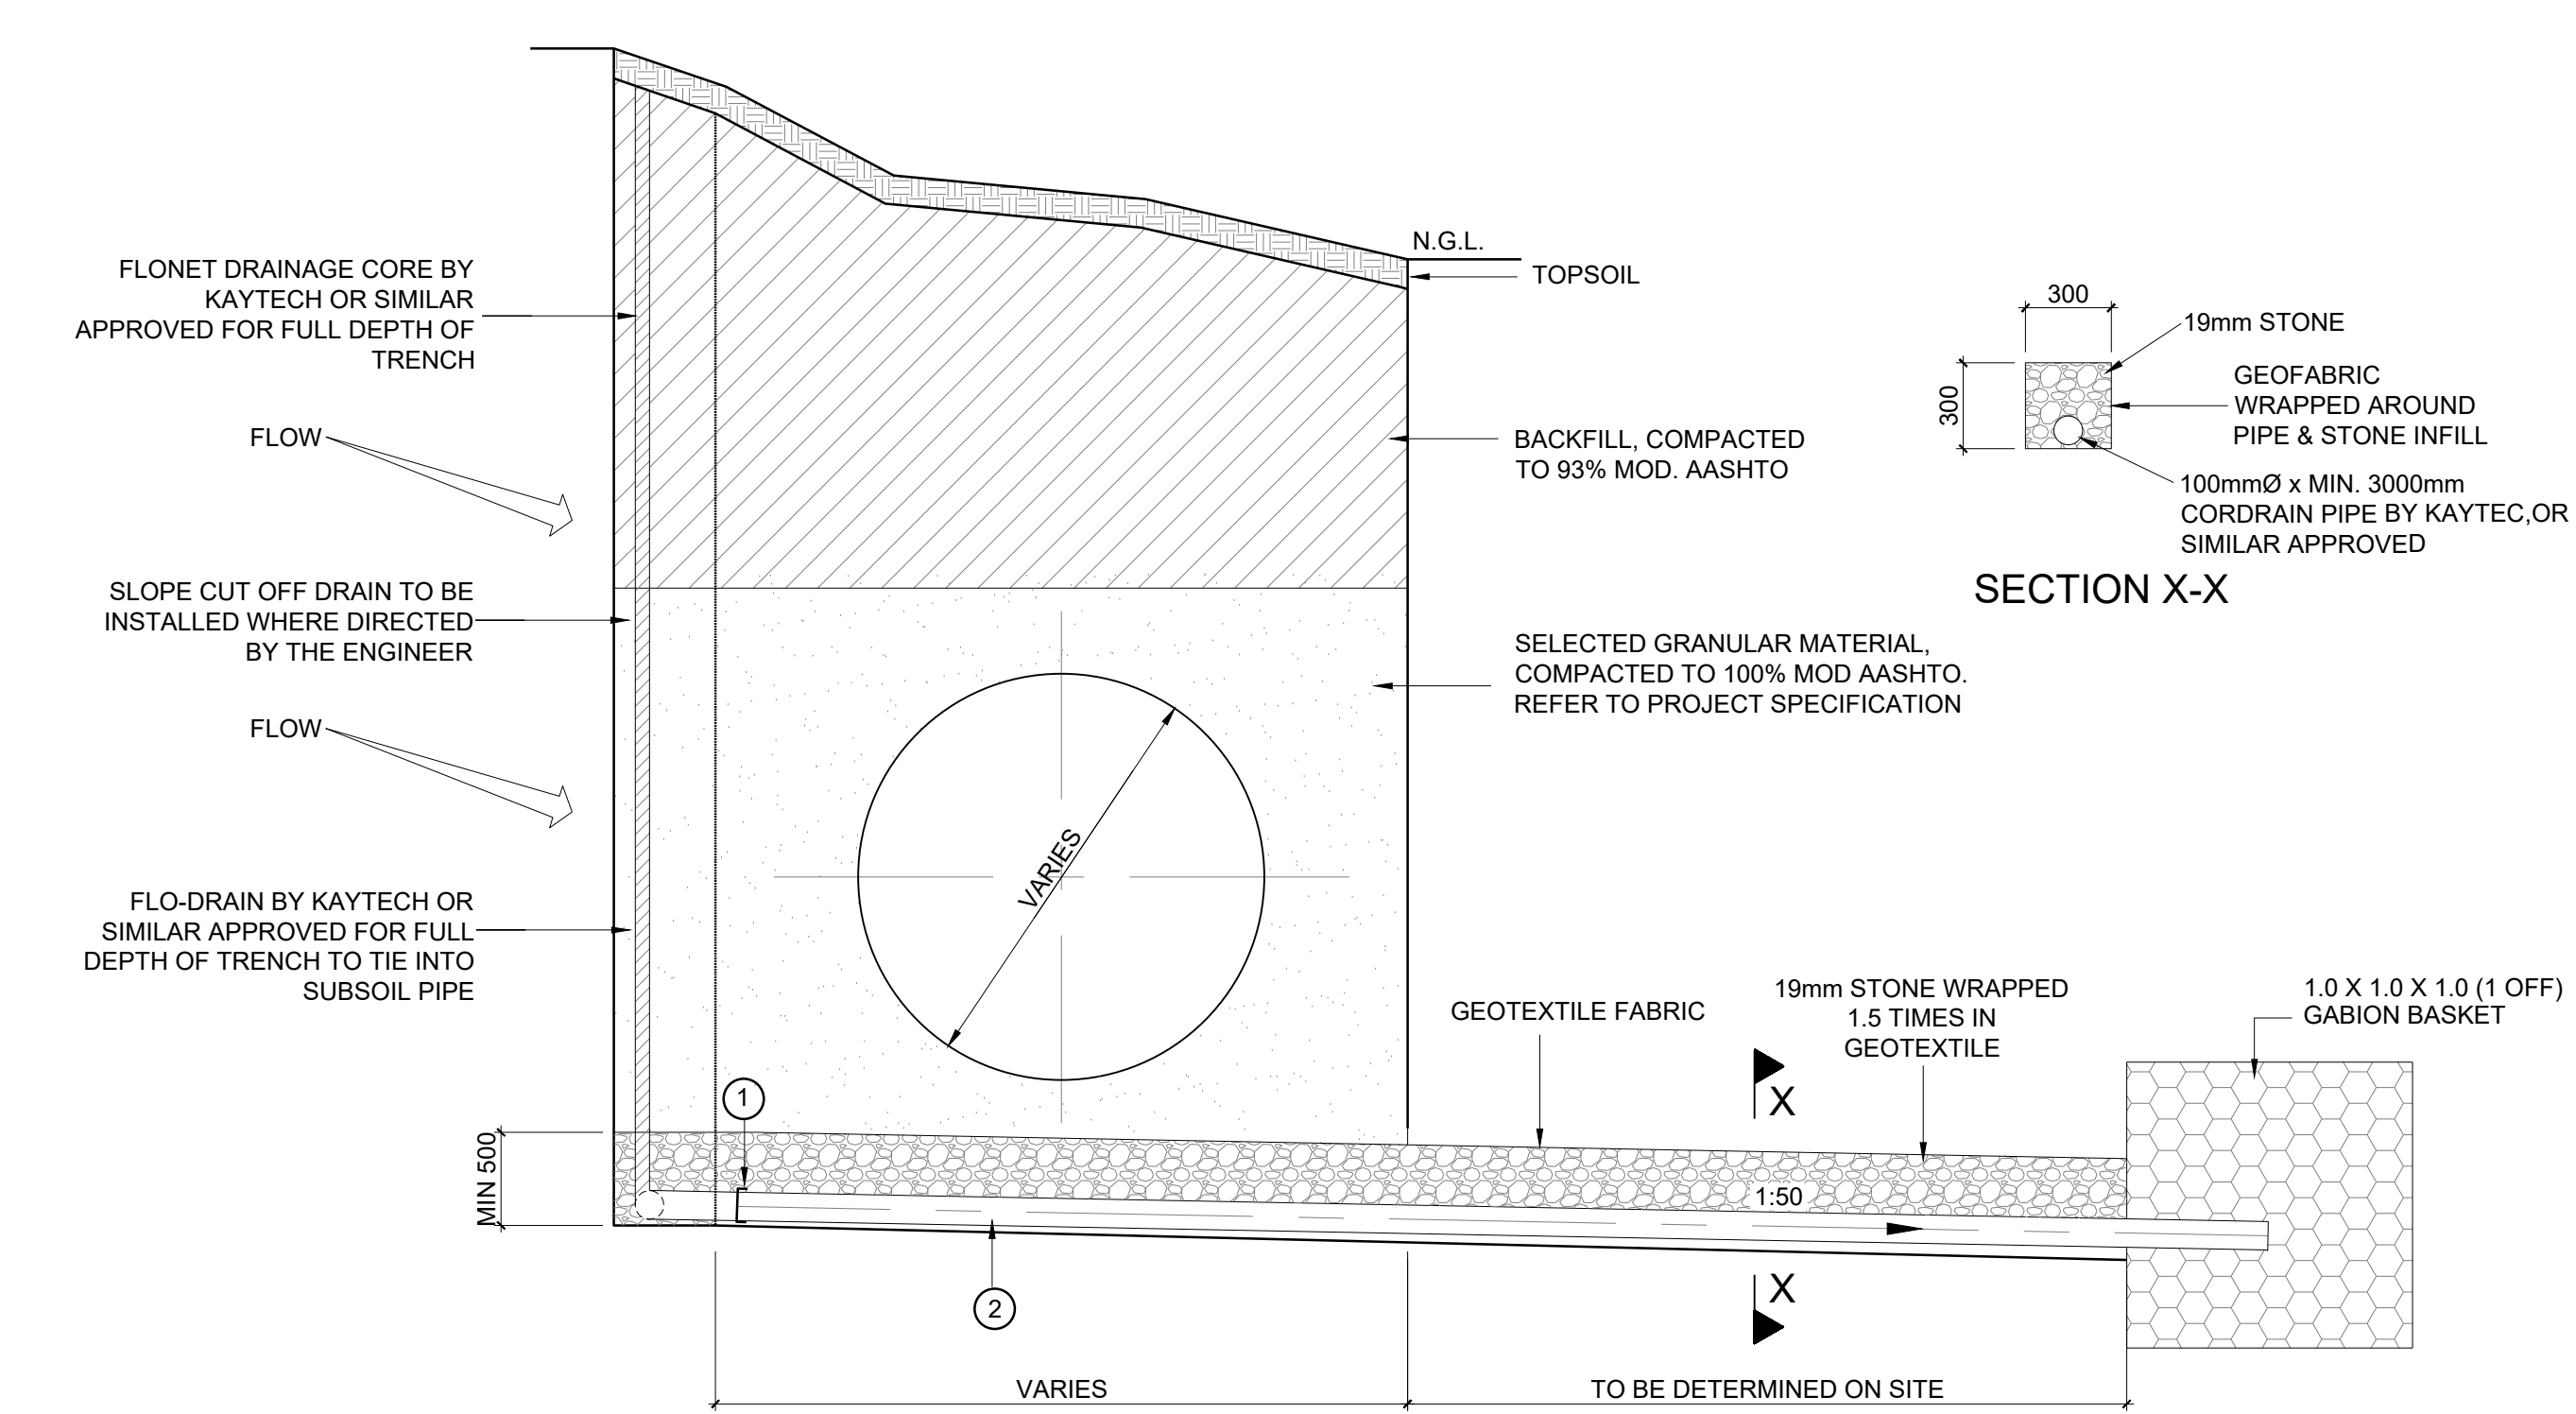 N.G.L.
TOPSOIL
FLONET DRAINAGE CORE BY
KAYTECH OR SIMILAR
APPROVED FOR FULL DEPTH OF
TRENCH
FLOW
SLOPE CUT OFF DRAIN TO BE
INSTALLED WHERE DIRECTED
BY THE ENGINEER
FLOW
FLO-DRAIN BY KAYTECH OR
SIMILAR APPROVED FOR FULL
DEPTH OF TRENCH TO TIE INTO
SUBSOIL PIPE
BACKFILL, COMPACTED
TO 93% MOD. AASHTO
SELECTED GRANULAR MATERIAL,
COMPACTED TO 100% MOD AASHTO.
REFER TO PROJECT SPECIFICATION
300
300
19mm STONE
GEOFABRIC
WRAPPED AROUND
PIPE & STONE INFILL
100mmØ x MIN. 3000mm
CORDRAIN PIPE BY KAYTEC,OR
SIMILAR APPROVED
SECTION X-X
VARIES
GEOTEXTILE FABRIC
19mm STONE WRAPPED
1.5 TIMES IN
GEOTEXTILE
1.0 X 1.0 X 1.0 (1 OFF)
GABION BASKET
1
X
MIN 500
1:50
2
X
VARIES
TO BE DETERMINED ON SITE